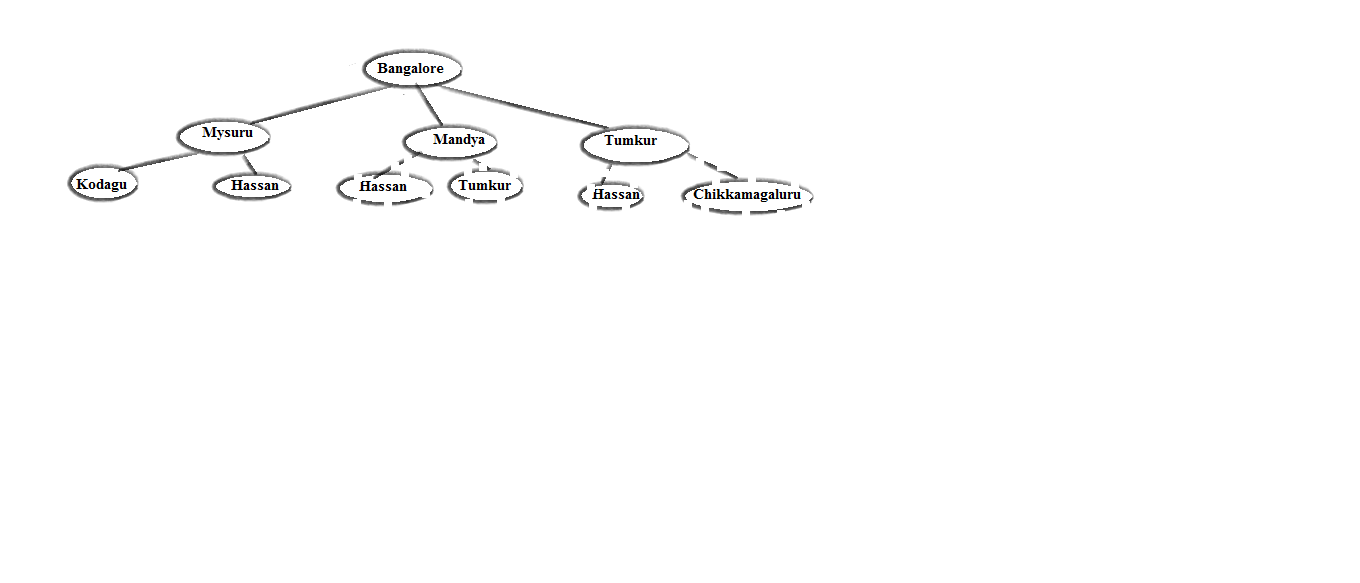 Bangalore
Mysuru
Mandya
Tumkur
Kodagu
Hassan
Hassan
Tumkur
Hassan
Chikkamagaluru